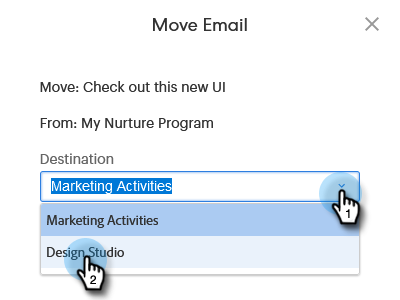 Move Email
Move: Check out this new UI
From: My Nurture Program
Destination
Marketing Activities
1
Marketing Activities
Design Studio
2